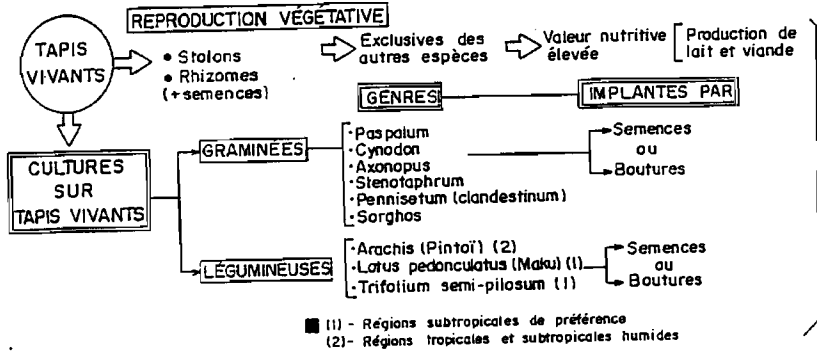 REPRODUCTION VÉGÉTATIVE
TAPIS
VIVANTS
• Stolons
• Rhizomes
(+ semences)
Exclusives des
autres espèces
Valeur nutritive
élevée
Production de
lait et viande
GENRES
IMPLANTES PAR
CULTURES
SUR
TAPIS VIVANTS
GRAMINÉES
• Paspalum
• Cynodon
• Axonopus
• Stenotaphrum
• Pennisetum (clandestinum)
• Sorghos
Semences
ou
Boutures
LÉGUMINEUSES
• Arachis (Pintoï) (2)
• Lotus pedonculatus (Maku) (1)
• Trifolium semi-pilosum (1)
Semences
ou
Boutures
(1) - Régions subtropicales de préférence
(2) - Régions tropicales et subtropicales humides